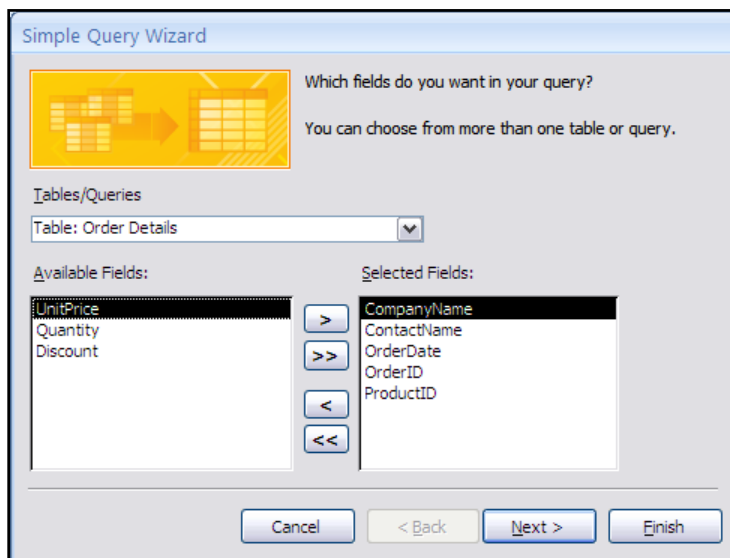 Simple Query Wizard
Which fields do you want in your query?
You can choose from more than one table or query.
Tables/Queries
Table: Order Details
Available Fields:
Selected Fields:
UnitPrice
Quantity
Discount
>
>>
<
<<
CompanyName
ContactName
OrderDate
OrderID
ProductID
Cancel
< Back
Next >
Finish